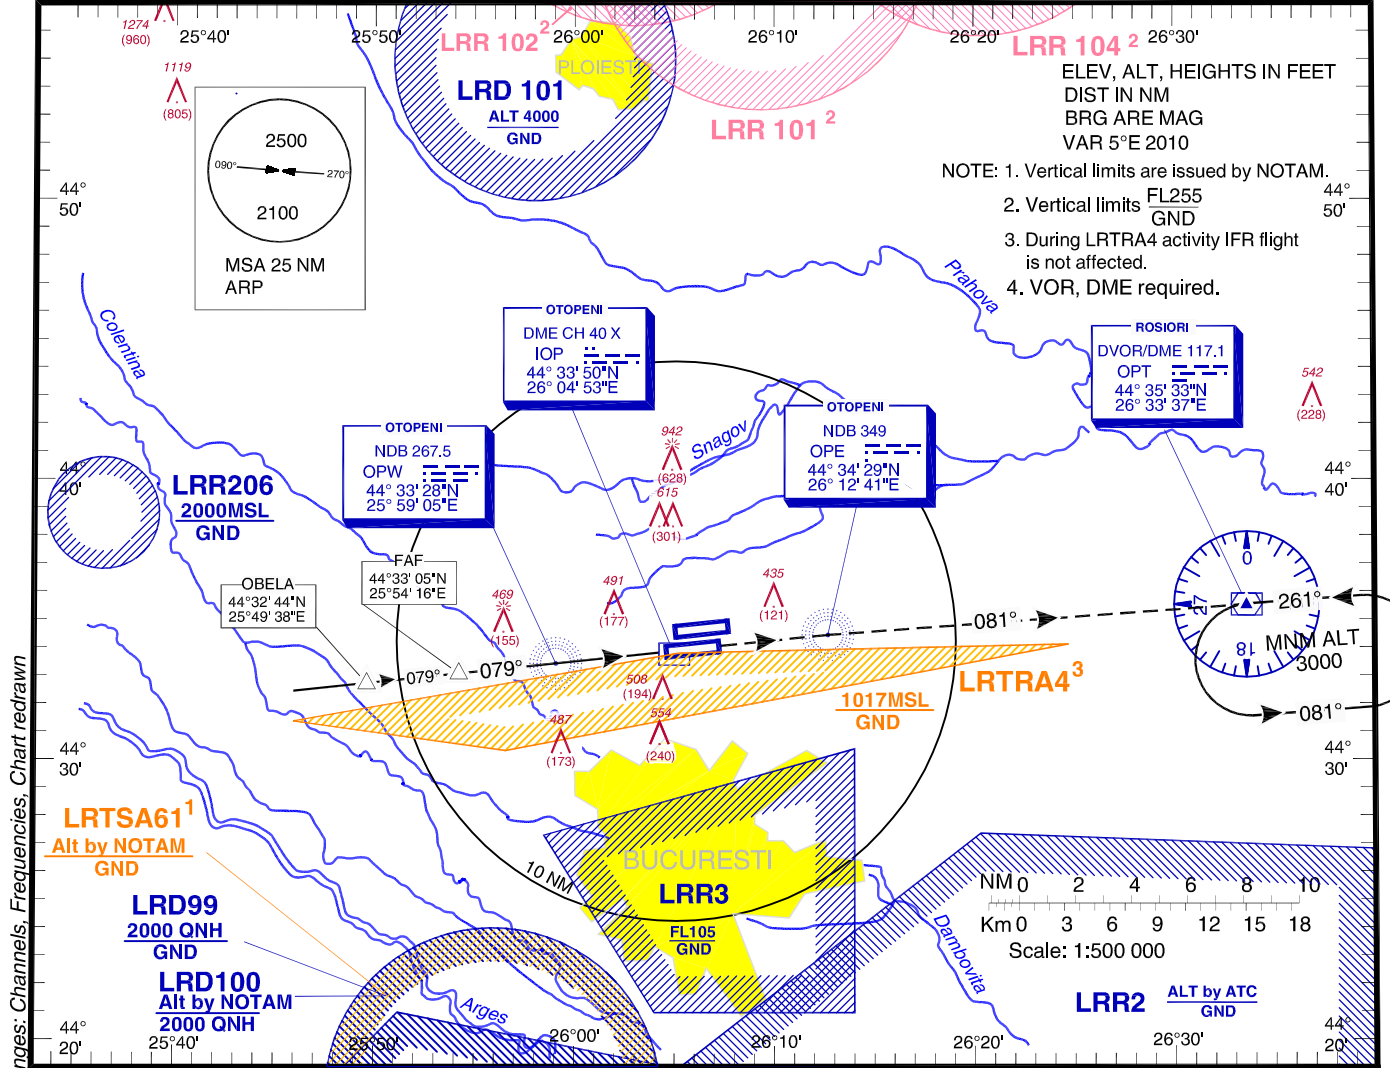 1274
(960)
25°40'
25°50'
26°00'
26°10'
26°20'
26°30'
LRR 102²
LRR 104 ²
PLOIESTI
1119
(805)
LRD 101
ALT 4000
GND
LRR 101 ²
ELEV, ALT, HEIGHTS IN FEET
DIST IN NM
BRG ARE MAG
VAR 5°E 2010
NOTE: 1. Vertical limits are issued by NOTAM.
2. Vertical limits FL255
GND
3. During LRTRA4 activity IFR flight
is not affected.
4. VOR, DME required.
2500
090°
270°
2100
MSA 25 NM
ARP
44°
50'
44°
50'
Colentina
Prahova
OTOPENI
DME CH 40 X
IOP
44° 33' 50"N
26° 04' 53"E
ROSIORI
DVOR/DME 117.1
OPT
44° 35' 33"N
26° 33' 37"E
542
(228)
OTOPENI
NDB 267.5
OPW
44° 33' 28"N
25° 59' 05"E
OTOPENI
NDB 349
OPE
44° 34' 29"N
26° 12' 41"E
942
(628)
615
(301)
Snagov
44°
40'
44°
40'
LRR206
2000MSL
GND
OBELA
44°32' 44"N
25°49' 38"E
FAF
44°33' 05"N
25°54' 16"E
469
(155)
491
(177)
435
(121)
079°
079°
081°
0
27
18
261°
MNM ALT
3000
081°
508
(194)
487
(173)
554
(240)
LRTRA4³
1017MSL
GND
44°
30'
44°
30'
LRTSA61¹
Alt by NOTAM
GND
BUCURESTI
LRR3
FL105
GND
10 NM
LRD99
2000 QNH
GND
LRD100
Alt by NOTAM
2000 QNH
Arges
Dambovita
NM 0 2 4 6 8 10
Km 0 3 6 9 12 15 18
Scale: 1:500 000
LRR2
ALT by ATC
GND
44°
20'
44°
20'
25°40'
25°50'
26°00'
26°10'
26°20'
26°30'
nges: Channels, Frequencies, Chart redrawn